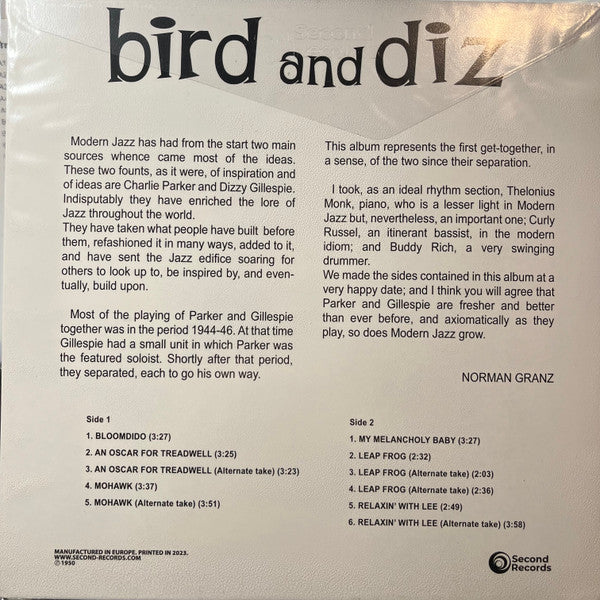 bird and diz
Modern Jazz has had from the start two main
sources whence came most of the ideas.
These two founts, as it were, of inspiration and
of ideas are Charlie Parker and Dizzy Gillespie.
Indisputably they have enriched the lore of
Jazz throughout the world.
They have taken what people have built before
them, refashioned it in many ways, added to it,
and have sent the Jazz edifice soaring for
others to look up to, be inspired by, and even-
tually, build upon.
Most of the playing of Parker and Gillespie
together was in the period 1944-46. At that time
Gillespie had a small unit in which Parker was
the featured soloist. Shortly after that period,
they separated, each to go his own way.
This album represents the first get-together, in
a sense, of the two since their separation.
I took, as an ideal rhythm section, Thelonius
Monk, piano, who is a lesser light in Modern
Jazz but, nevertheless, an important one; Curly
Russel, an itinerant bassist, in the modern
idiom; and Buddy Rich, a very swinging
drummer.
We made the sides contained in this album at a
very happy date; and I think you will agree that
Parker and Gillespie are fresher and better
than ever before, and axiomatically as they
play, so does Modern Jazz grow.
NORMAN GRANZ
Side 1
1. BLOOMDIDO (3:27)
2. AN OSCAR FOR TREADWELL (3:25)
3. AN OSCAR FOR TREADWELL (Alternate take) (3:23)
4. MOHAWK (3:37)
5. MOHAWK (Alternate take) (3:51)
Side 2
1. MY MELANCHOLY BABY (3:27)
2. LEAP FROG (2:32)
3. LEAP FROG (Alternate take) (2:03)
4. LEAP FROG (Alternate take) (2:36)
5. RELAXIN' WITH LEE (2:49)
6. RELAXIN' WITH LEE (Alternate take) (3:58)
MANUFACTURED IN EUROPE. PRINTED IN 2023.
WWW.SECOND-RECORDS.COM
℗ 1950
Second
Records
Second
Records